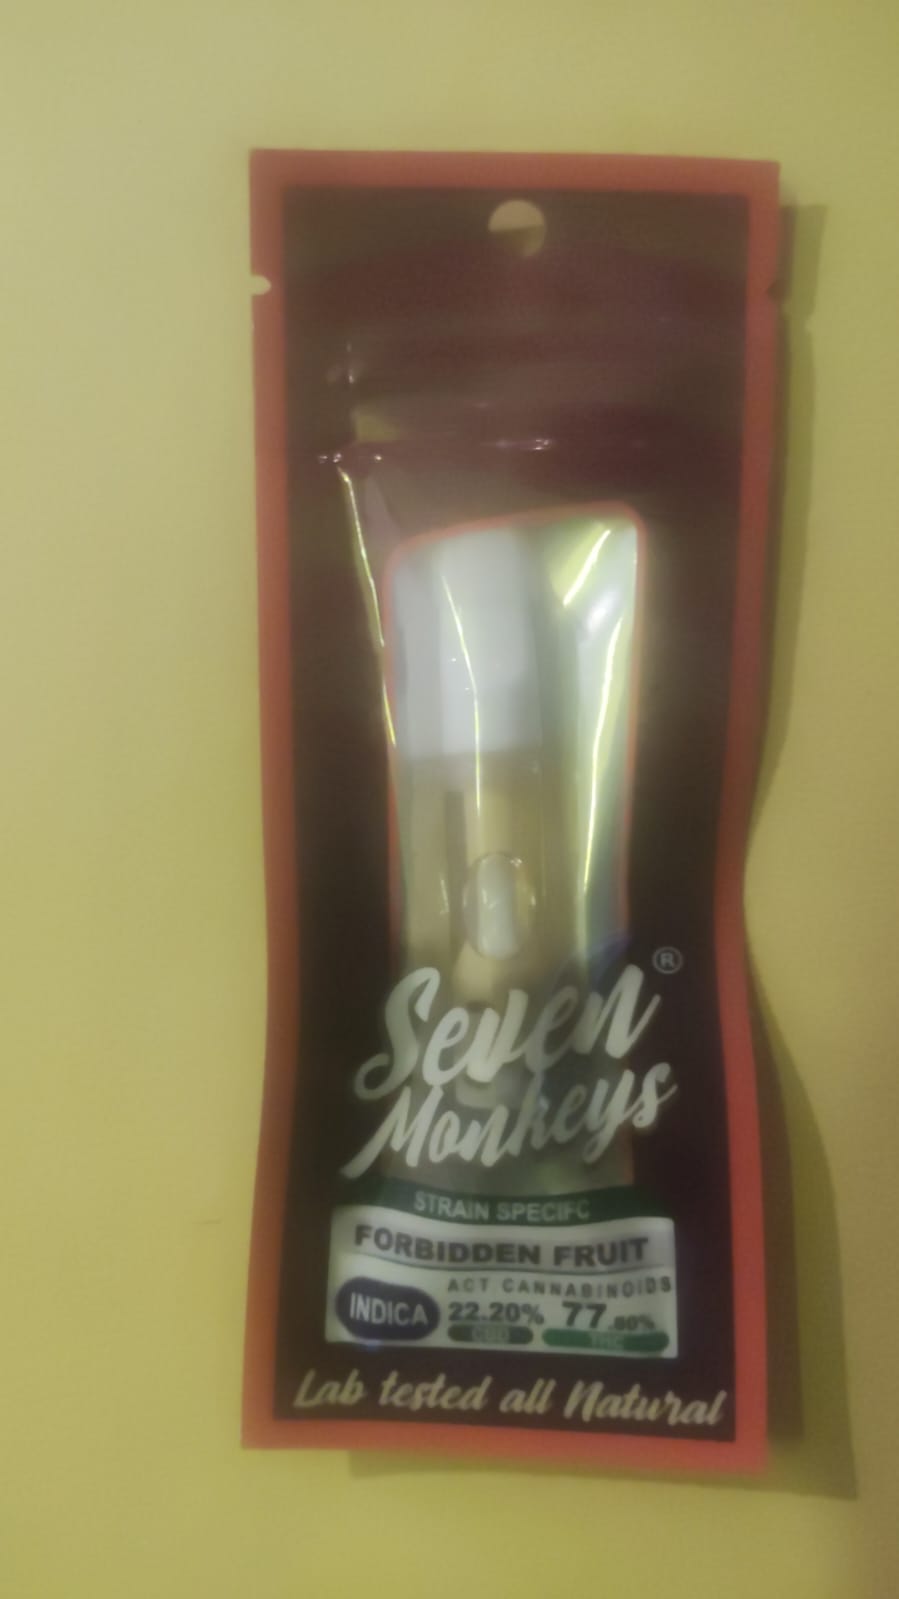 Seven ®
Monkeys
STRAIN SPECIFC
FORBIDDEN FRUIT
ACT. CANNABINOIDS
INDICA 22.20% 77.80%
CBD THC
Lab tested all Natural